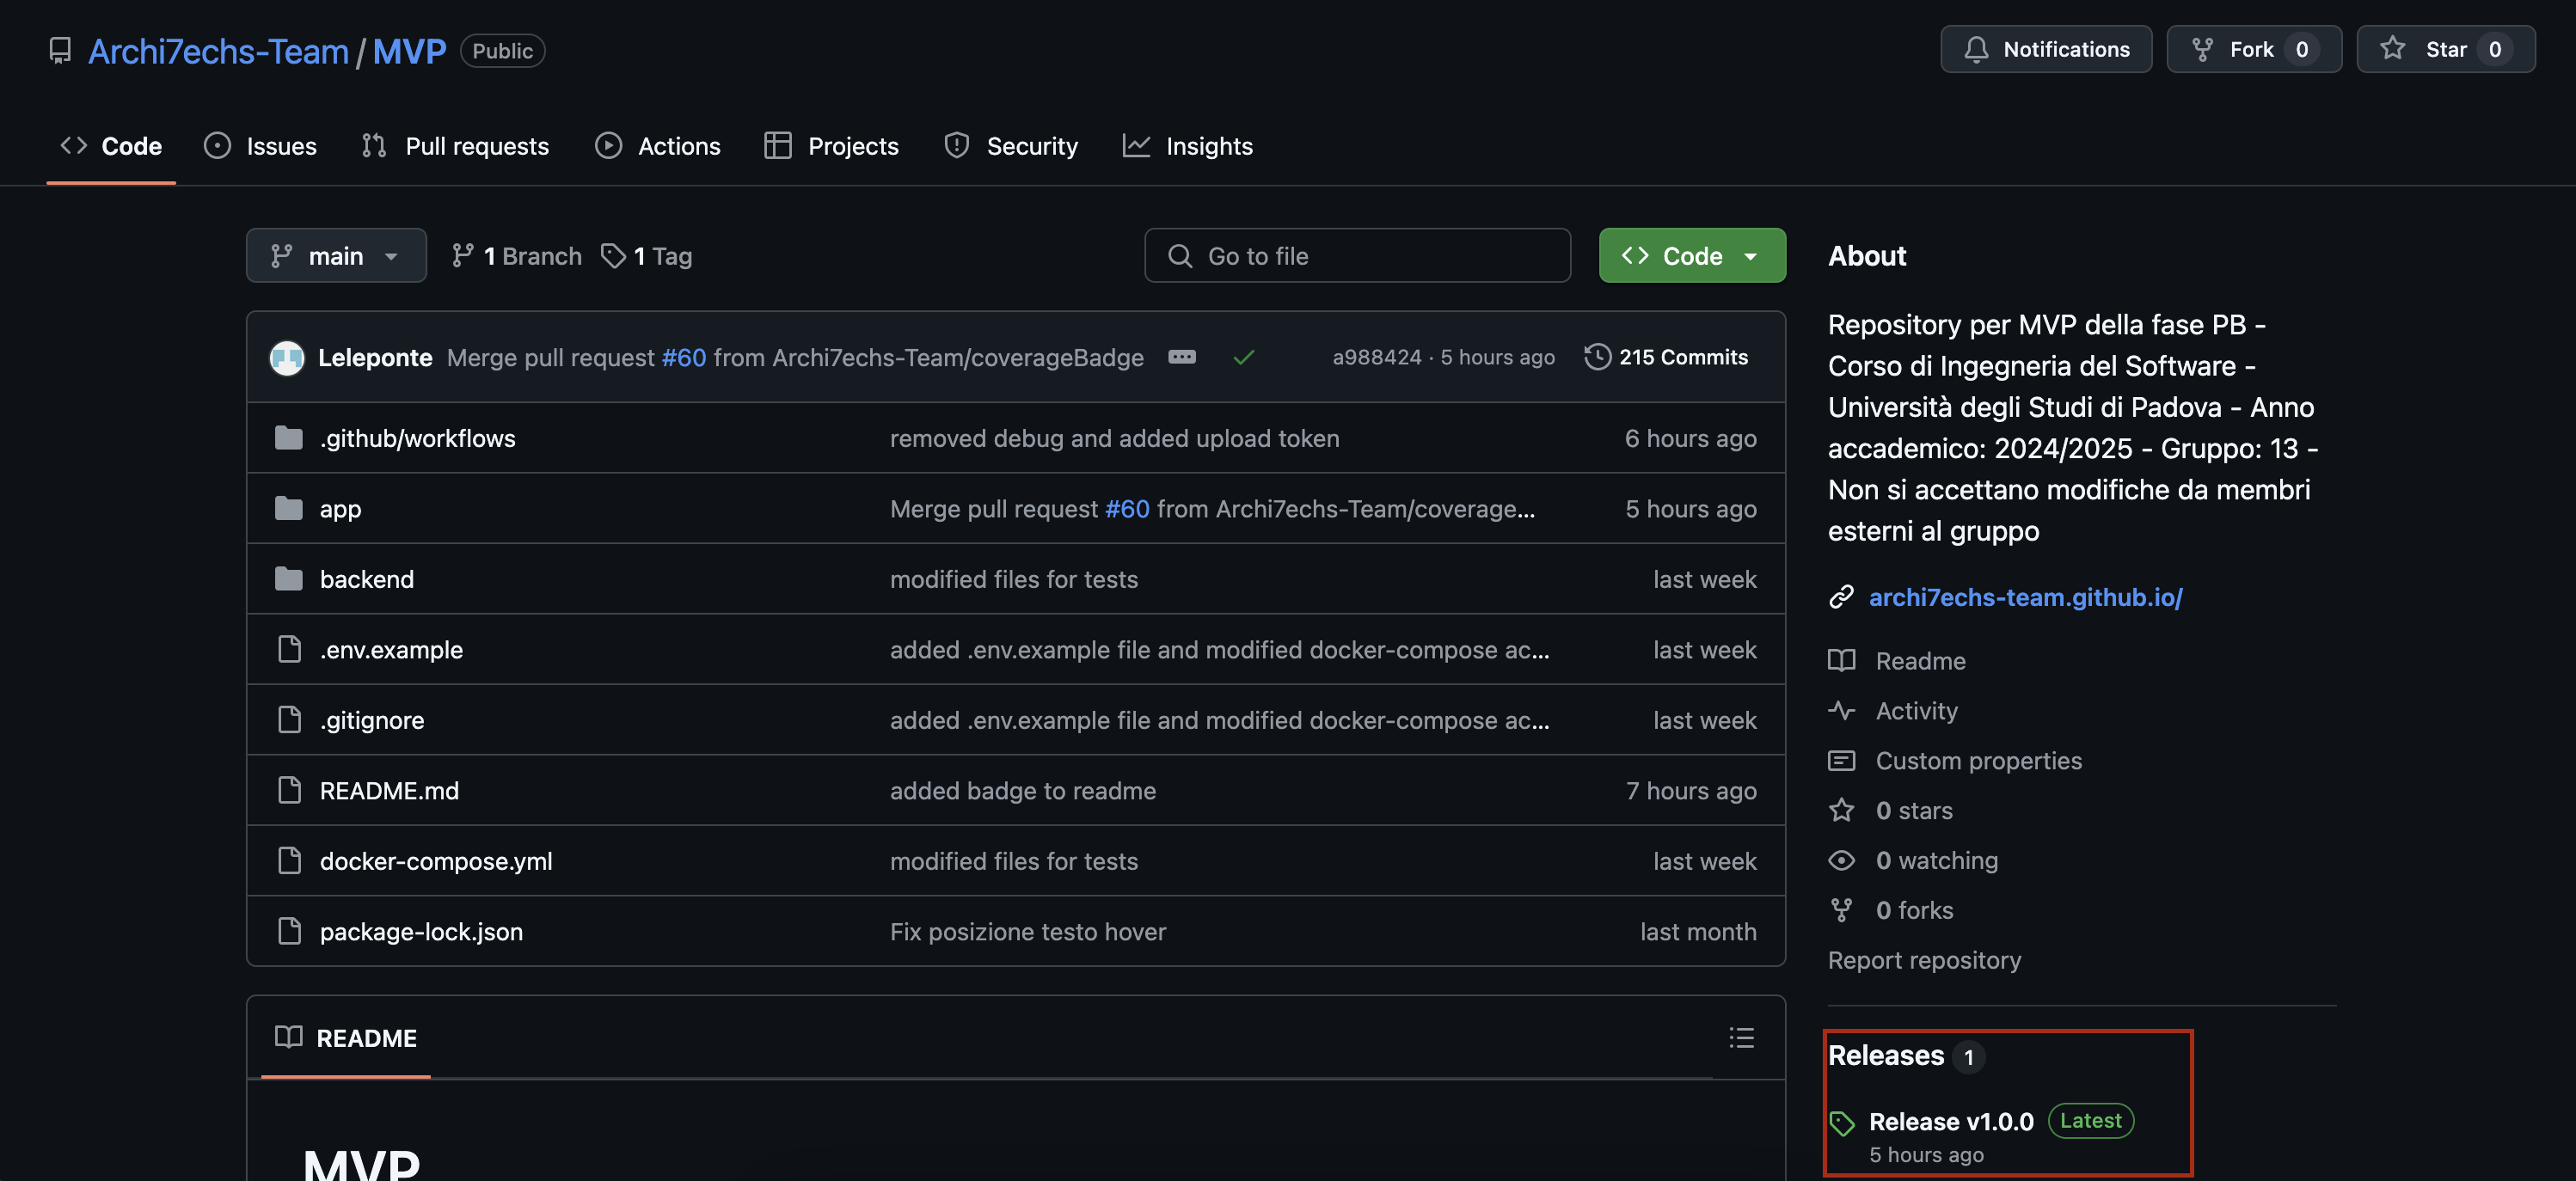 Archi7echs-Team / MVP Public
Notifications Fork 0 Star 0
Code Issues Pull requests Actions Projects Security Insights
main 1 Branch 1 Tag Go to file Code
Leleponte Merge pull request #60 from Archi7echs-Team/coverageBadge a988424 · 5 hours ago 215 Commits
.github/workflows removed debug and added upload token 6 hours ago
app Merge pull request #60 from Archi7echs-Team/coverage... 5 hours ago
backend modified files for tests last week
.env.example added .env.example file and modified docker-compose ac... last week
.gitignore added .env.example file and modified docker-compose ac... last week
README.md added badge to readme 7 hours ago
docker-compose.yml modified files for tests last week
package-lock.json Fix posizione testo hover last month
README
MVP
About
Repository per MVP della fase PB -
Corso di Ingegneria del Software -
Università degli Studi di Padova - Anno
accademico: 2024/2025 - Gruppo: 13 -
Non si accettano modifiche da membri
esterni al gruppo
archi7echs-team.github.io/
Readme
Activity
Custom properties
0 stars
0 watching
0 forks
Report repository
Releases 1
Release v1.0.0 Latest
5 hours ago